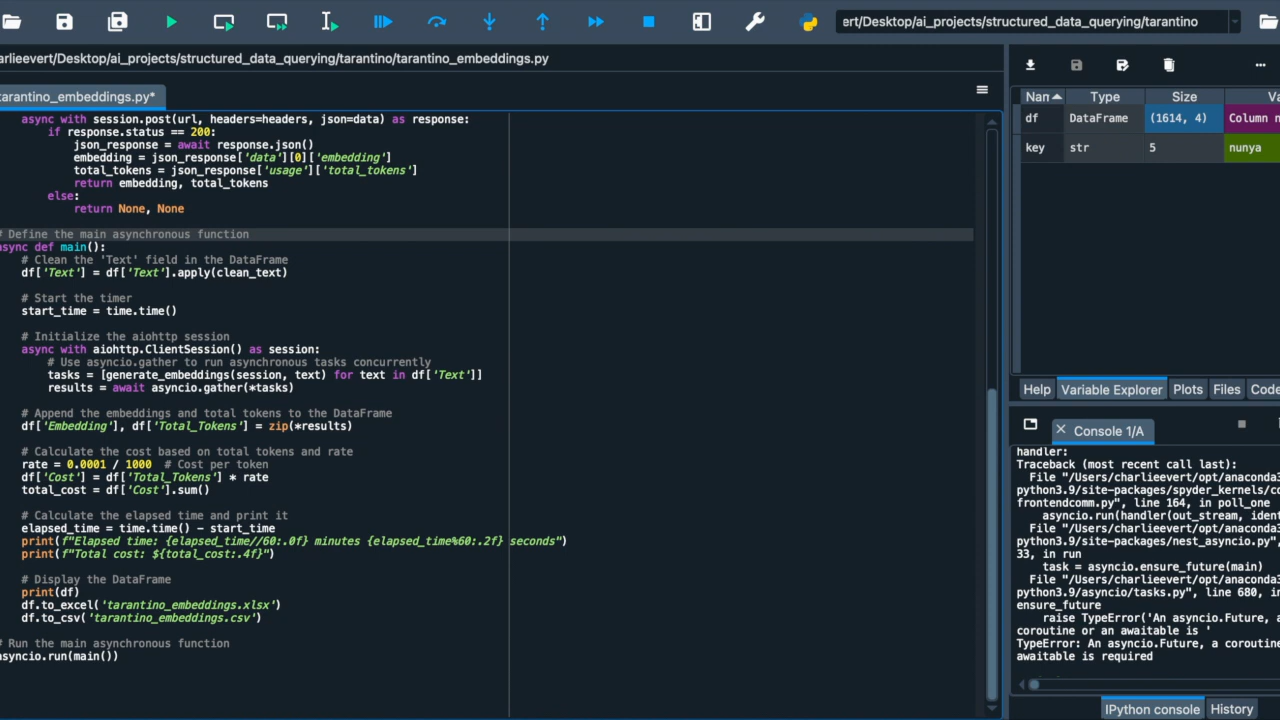 ert/Desktop/ai_projects/structured_data_querying/tarantino
rlieevert/Desktop/ai_projects/structured_data_querying/tarantino/tarantino_embeddings.py
tarantino_embeddings.py*
async with session.post(url, headers=headers, json=data) as response:
if response.status == 200:
json_response = await response.json()
embedding = json_response['data'][0]['embedding']
total_tokens = json_response['usage']['total_tokens']
return embedding, total_tokens
else:
return None, None
# Define the main asynchronous function
async def main():
# Clean the 'Text' field in the DataFrame
df['Text'] = df['Text'].apply(clean_text)
# Start the timer
start_time = time.time()
# Initialize the aiohttp session
async with aiohttp.ClientSession() as session:
# Use asyncio.gather to run asynchronous tasks concurrently
tasks = [generate_embeddings(session, text) for text in df['Text']]
results = await asyncio.gather(*tasks)
# Append the embeddings and total tokens to the DataFrame
df['Embedding'], df['Total_Tokens'] = zip(*results)
# Calculate the cost based on total tokens and rate
rate = 0.0001 / 1000  # Cost per token
df['Cost'] = df['Total_Tokens'] * rate
total_cost = df['Cost'].sum()
# Calculate the elapsed time and print it
elapsed_time = time.time() - start_time
print(f"Elapsed time: {elapsed_time//60:.0f} minutes {elapsed_time%60:.2f} seconds")
print(f"Total cost: ${total_cost:.4f}")
# Display the DataFrame
print(df)
df.to_excel('tarantino_embeddings.xlsx')
df.to_csv('tarantino_embeddings.csv')
# Run the main asynchronous function
asyncio.run(main())
Nan Type Size Va
df DataFrame (1614, 4) Column n
key str 5 nunya
Help Variable Explorer Plots Files Code
Console 1/A
handler:
Traceback (most recent call last):
File "/Users/charlieevert/opt/anaconda3
python3.9/site-packages/spyder_kernels/co
frontendcomm.py", line 164, in poll_one
asyncio.run(handler(out_stream, ident
File "/Users/charlieevert/opt/anaconda3
python3.9/site-packages/nest_asyncio.py",
33, in run
task = asyncio.ensure_future(main)
File "/Users/charlieevert/opt/anaconda3
python3.9/asyncio/tasks.py", line 680, in
ensure_future
raise TypeError('An asyncio.Future, a
coroutine or an awaitable is '
TypeError: An asyncio.Future, a coroutine
awaitable is required
IPython console History